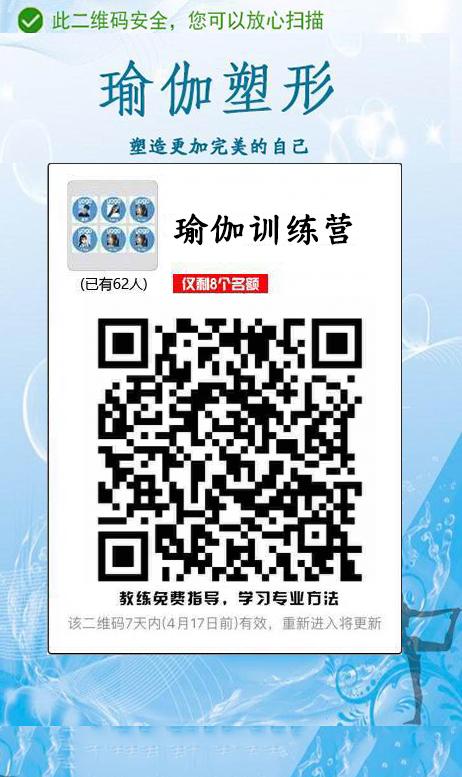 此二维码安全，您可以放心扫描
瑜伽塑形
塑造更加完美的自己
瑜伽训练营
(已有62人)
仅剩8个名额
教练免费指导，学习专业方法
该二维码7天内(4月17日前)有效，重新进入将更新